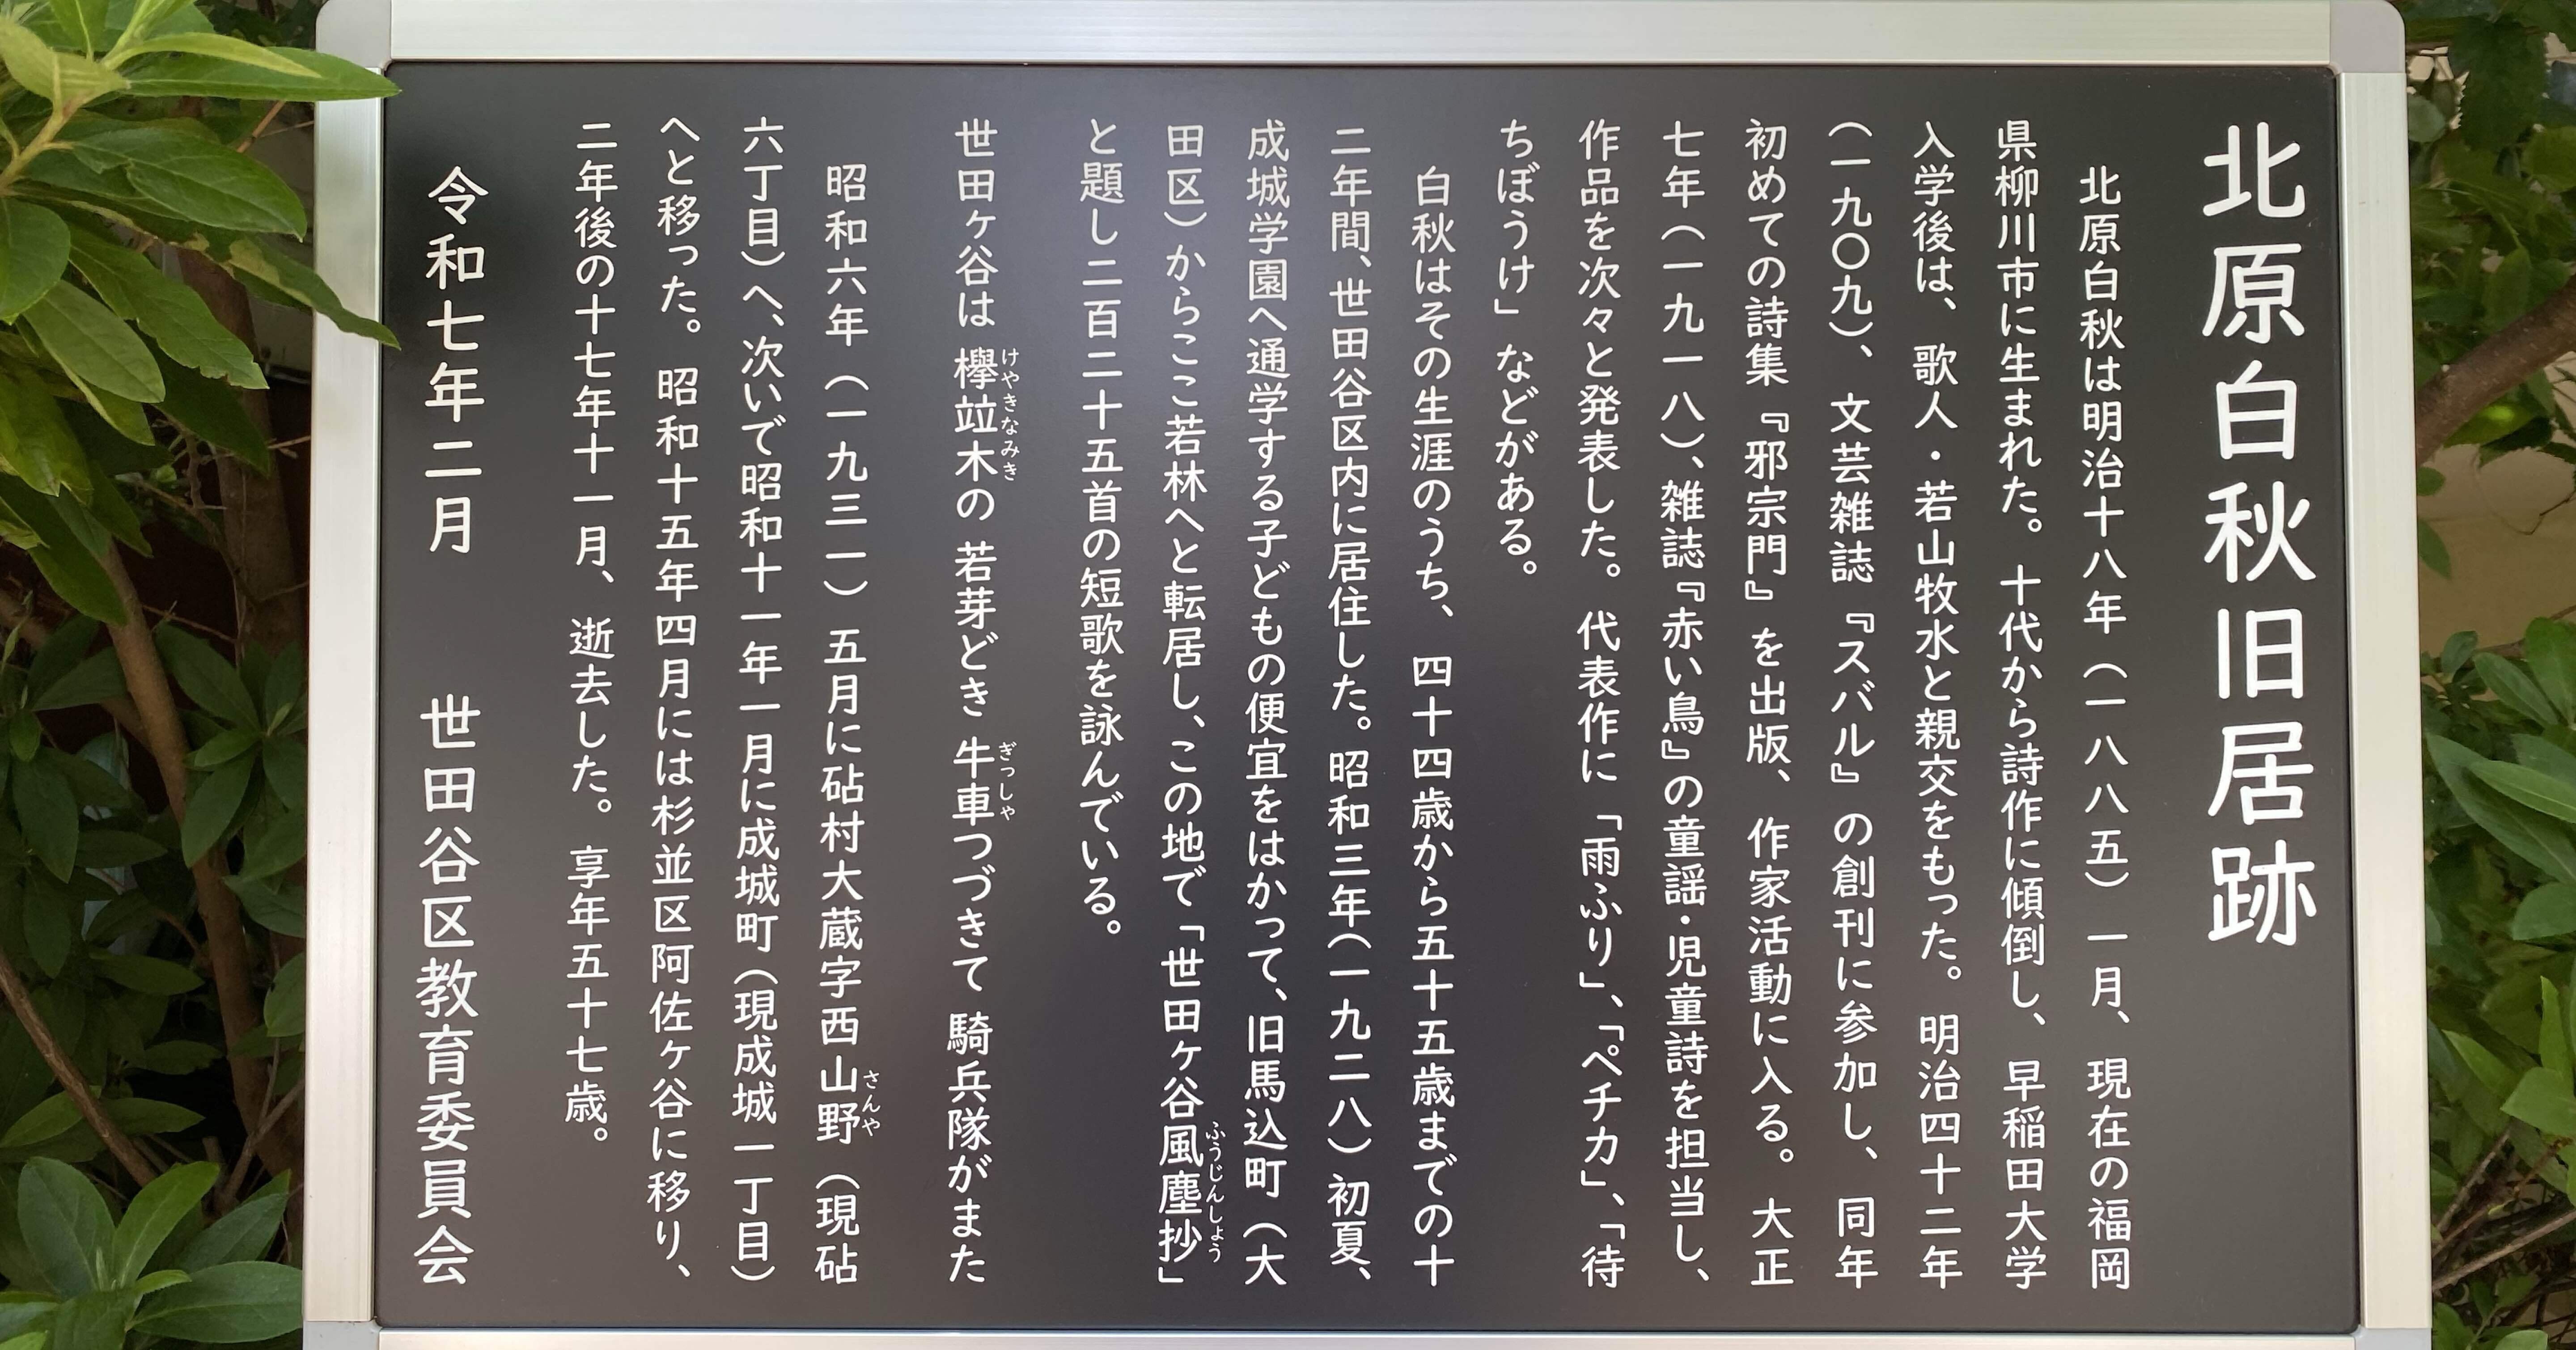 北原白秋旧居跡
北原白秋は明治十八年（一八八五）一月、現在の福岡
県柳川市に生まれた。十代から詩作に傾倒し、早稲田大学
入学後は、歌人・若山牧水と親交をもった。明治四十二年
（一九〇九）、文芸雑誌『スバル』の創刊に参加し、同年
初めての詩集『邪宗門』を出版、作家活動に入る。大正
七年（一九一八）、雑誌『赤い鳥』の童謡・児童詩を担当し、
作品を次々と発表した。代表作に「雨ふり」、「ペチカ」、「待
ちぼうけ」などがある。
白秋はその生涯のうち、四十四歳から五十五歳までの十
二年間、世田谷区内に居住した。昭和三年（一九二八）初夏、
成城学園へ通学する子どもの便宜をはかって、旧馬込町（大
田区）からここ若林へと転居し、この地で「世田ヶ谷風塵抄」
ふうじんしょう
と題し二百二十五首の短歌を詠んでいる。
世田ヶ谷は 欅竝木の 若芽どき 牛車つづきて 騎兵隊がまた
けやきなみき
ぎっしゃ
昭和六年（一九三一）五月に砧村大蔵字西山野（現砧
さんや
六丁目）へ、次いで昭和十一年一月に成城町（現成城一丁目）
へと移った。昭和十五年四月には杉並区阿佐ヶ谷に移り、
二年後の十七年十一月、逝去した。享年五十七歳。
令和七年二月　世田谷区教育委員会